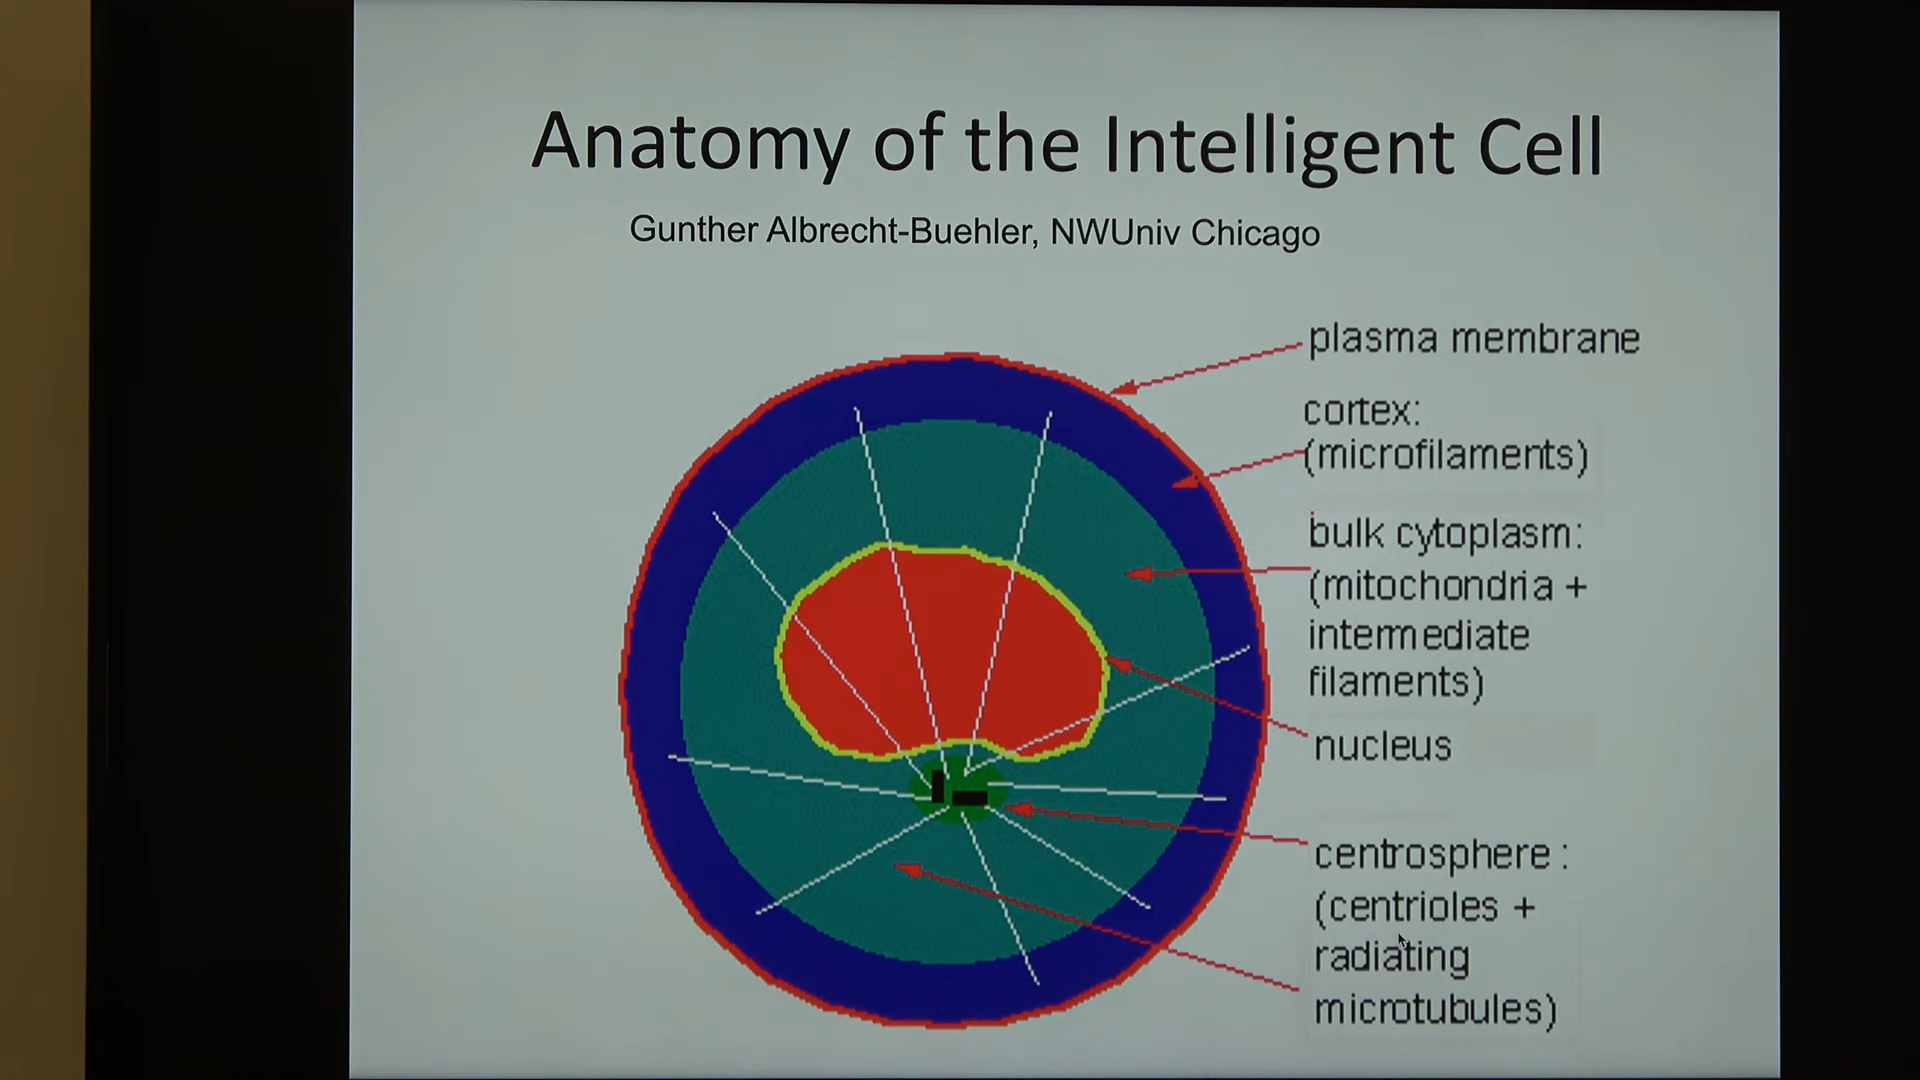 Anatomy of the Intelligent Cell
Gunther Albrecht-Buehler, NWUniv Chicago
plasma membrane
cortex:
(microfilaments)
bulk cytoplasm:
(mitochondria +
intermediate
filaments)
nucleus
centrosphere :
(centrioles +
radiating
microtubules)